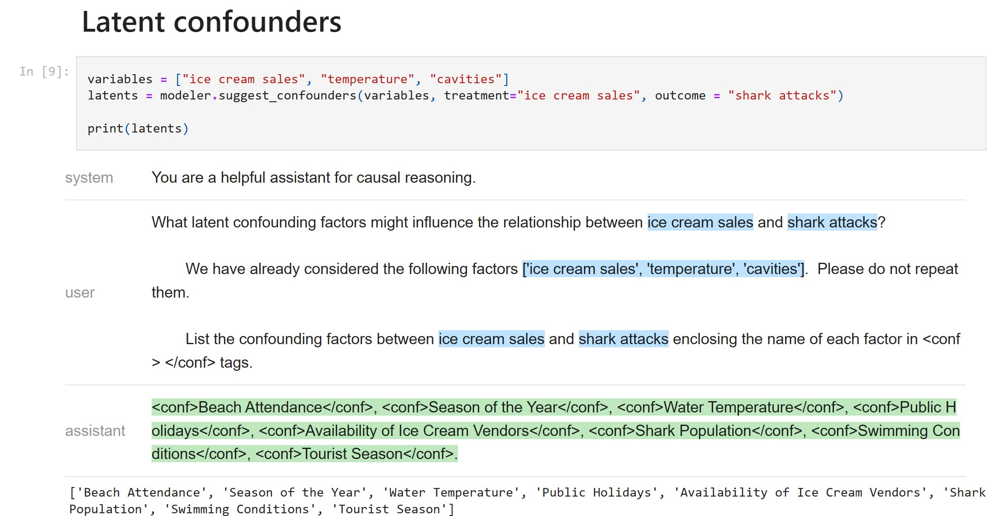 Latent confounders
In [9]:
variables = ["ice cream sales", "temperature", "cavities"]
latents = modeler.suggest_confounders(variables, treatment="ice cream sales", outcome = "shark attacks")
print(latents)
system
You are a helpful assistant for causal reasoning.
What latent confounding factors might influence the relationship between ice cream sales and shark attacks?
We have already considered the following factors ['ice cream sales', 'temperature', 'cavities'].  Please do not repeat
them.
user
List the confounding factors between ice cream sales and shark attacks enclosing the name of each factor in <conf
> </conf> tags.
assistant
<conf>Beach Attendance</conf>, <conf>Season of the Year</conf>, <conf>Water Temperature</conf>, <conf>Public H
olidays</conf>, <conf>Availability of Ice Cream Vendors</conf>, <conf>Shark Population</conf>, <conf>Swimming Con
ditions</conf>, <conf>Tourist Season</conf>.
['Beach Attendance', 'Season of the Year', 'Water Temperature', 'Public Holidays', 'Availability of Ice Cream Vendors', 'Shark
Population', 'Swimming Conditions', 'Tourist Season']